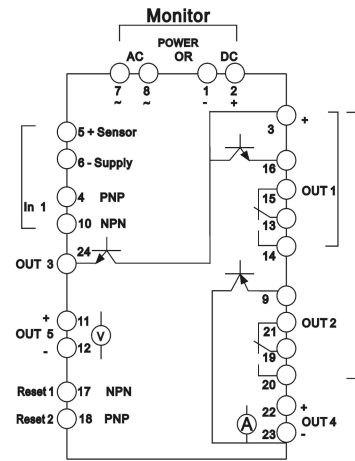 Monitor
POWER
AC OR DC
7 8 1 2
~ ~ - +
3 +
5 + Sensor
6 - Supply
16
4 PNP
15 OUT 1
In 1
10 NPN
13
24
OUT 3
14
9
+ 11
OUT 5
V
- 12
21 OUT 2
19
20
Reset 1 17 NPN
Reset 2 18 PNP
A
22 +
OUT 4
23 -